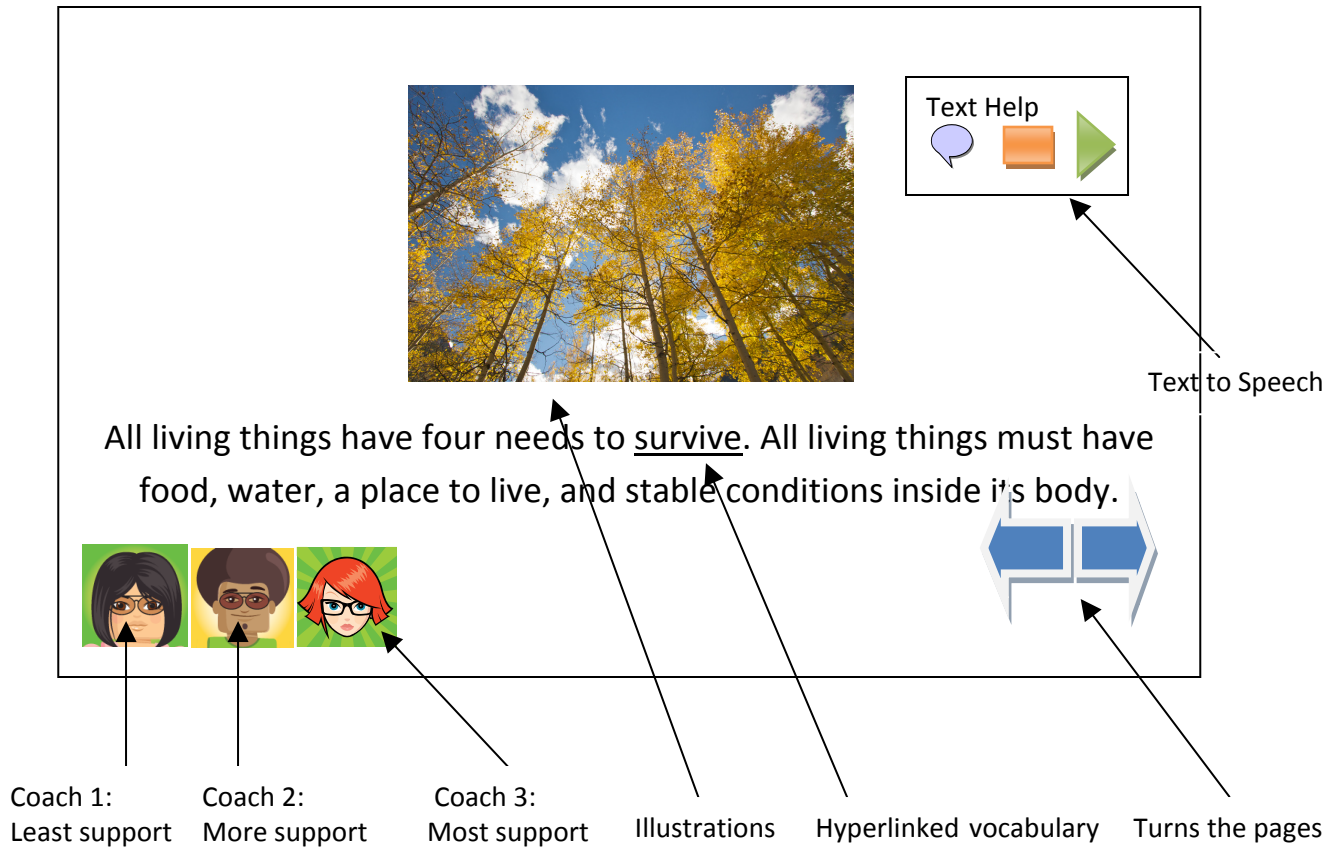 Text Help
Text to Speech
All living things have four needs to survive. All living things must have
food, water, a place to live, and stable conditions inside its body.
Coach 1:
Least support
Coach 2:
More support
Coach 3:
Most support
Illustrations
Hyperlinked vocabulary
Turns the pages